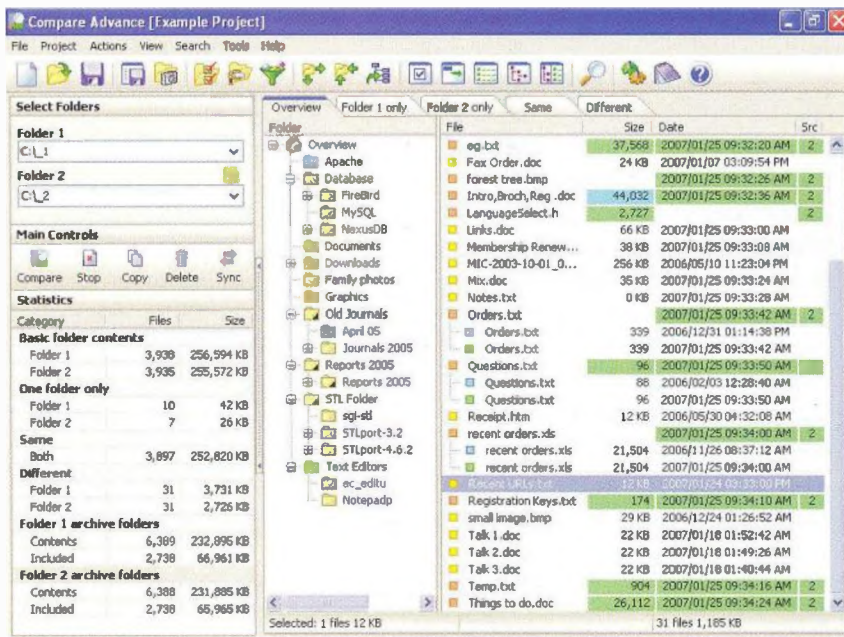 Compare Advance [Example Project]
File Project Actions View Search Tools Help
Select Folders
Folder 1
C:\_1
Folder 2
C:\_2
Main Controls
Compare Stop Copy Delete Sync
Statistics
Category Files Size
Basic folder contents
Folder 1 3,938 256,594 KB
Folder 2 3,935 255,572 KB
One folder only
Folder 1 10 42 KB
Folder 2 7 26 KB
Same
Both 3,897 252,820 KB
Different
Folder 1 31 3,731 KB
Folder 2 31 2,726 KB
Folder 1 archive folders
Contents 6,389 232,895 KB
Included 2,738 66,961 KB
Folder 2 archive folders
Contents 6,388 231,885 KB
Included 2,738 65,965 KB
Overview Folder 1 only Folder 2 only Same Different
Folder
Overview
Apache
Database
FireBird
MySQL
NexusDB
Documents
Downloads
Family photos
Graphics
Old Journals
April 05
Journals 2005
Reports 2005
Reports 2005
STL Folder
sgi-stl
STLport-3.2
STLport-4.6.2
Text Editors
ec_editu
Notepadp
File Size Date Src
eg.txt 37,568 2007/01/25 09:32:20 AM 2
Fax Order.doc 24 KB 2007/01/07 03:09:54 PM
forest tree.bmp 2007/01/25 09:32:26 AM 2
Intro,Broch,Reg .doc 44,032 2007/01/25 09:32:36 AM 2
LanguageSelect.h 2,727 2
Links.doc 66 KB 2007/01/25 09:33:00 AM
Membership Renew... 38 KB 2007/01/25 09:33:08 AM
MIC-2003-10-01_0... 256 KB 2006/05/10 11:23:04 PM
Mix.doc 35 KB 2007/01/25 09:33:24 AM
Notes.txt 0 KB 2007/01/25 09:33:28 AM
Orders.txt 2007/01/25 09:33:42 AM 2
Orders.txt 339 2006/12/31 01:14:38 PM
Orders.txt 339 2007/01/25 09:33:42 AM
Questions.txt 96 2007/01/25 09:33:50 AM
Questions.txt 88 2006/02/03 12:28:40 AM
Questions.txt 96 2007/01/25 09:33:50 AM
Receipt.htm 12 KB 2006/05/30 04:32:08 AM
recent orders.xls 2007/01/25 09:34:00 AM 2
recent orders.xls 21,504 2006/11/26 08:37:12 AM
recent orders.xls 21,504 2007/01/25 09:34:00 AM
Recent URLs.txt 12 KB 2007/01/24 03:33:00 PM
Registration Keys.txt 174 2007/01/25 09:34:10 AM 2
small image.bmp 29 KB 2006/12/24 01:26:52 AM
Talk 1.doc 22 KB 2007/01/18 01:52:42 AM
Talk 2.doc 22 KB 2007/01/18 01:49:26 AM
Talk 3.doc 22 KB 2007/01/18 01:40:44 AM
Temp.txt 904 2007/01/25 09:34:16 AM 2
Things to do.doc 26,112 2007/01/25 09:34:24 AM 2
Selected: 1 files 12 KB 31 files 1,185 KB